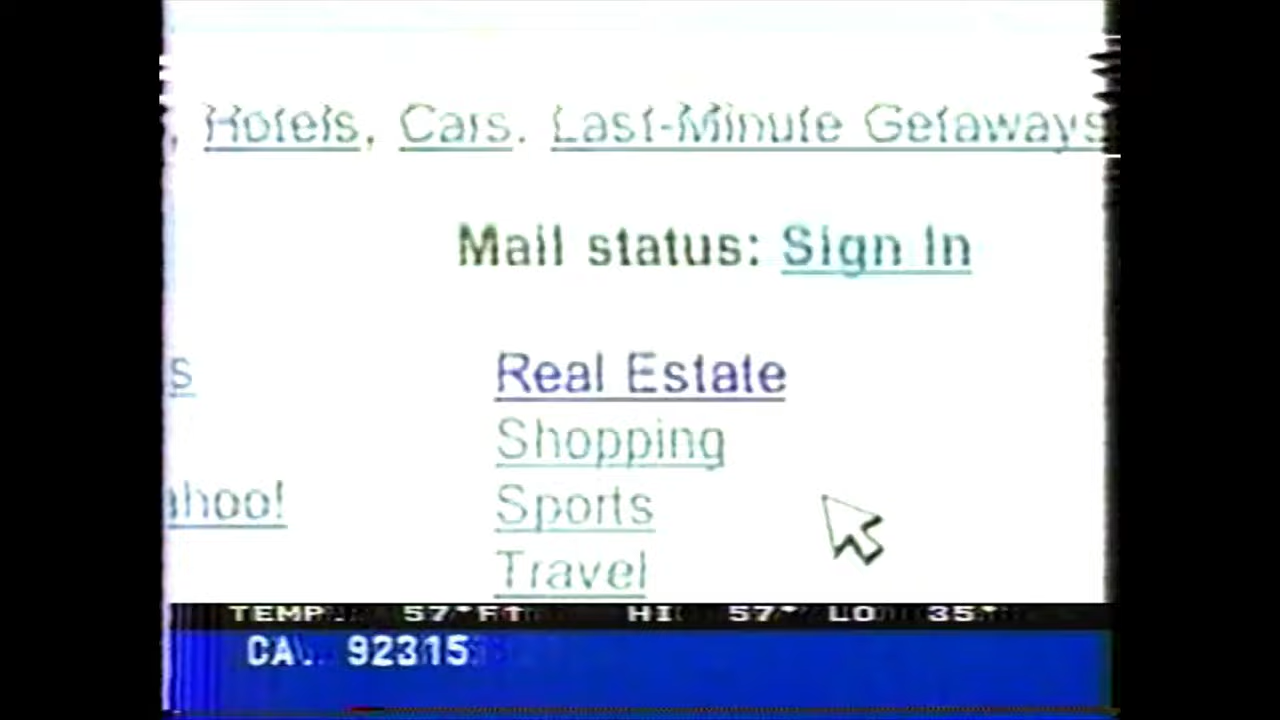 , Hotels, Cars. Last-Minute Getaways
Mail status: Sign In
s
Real Estate
Shopping
ahoo!
Sports
Travel
TEMP. 57°F↑ HI 57° LO 35°
CA. 92315